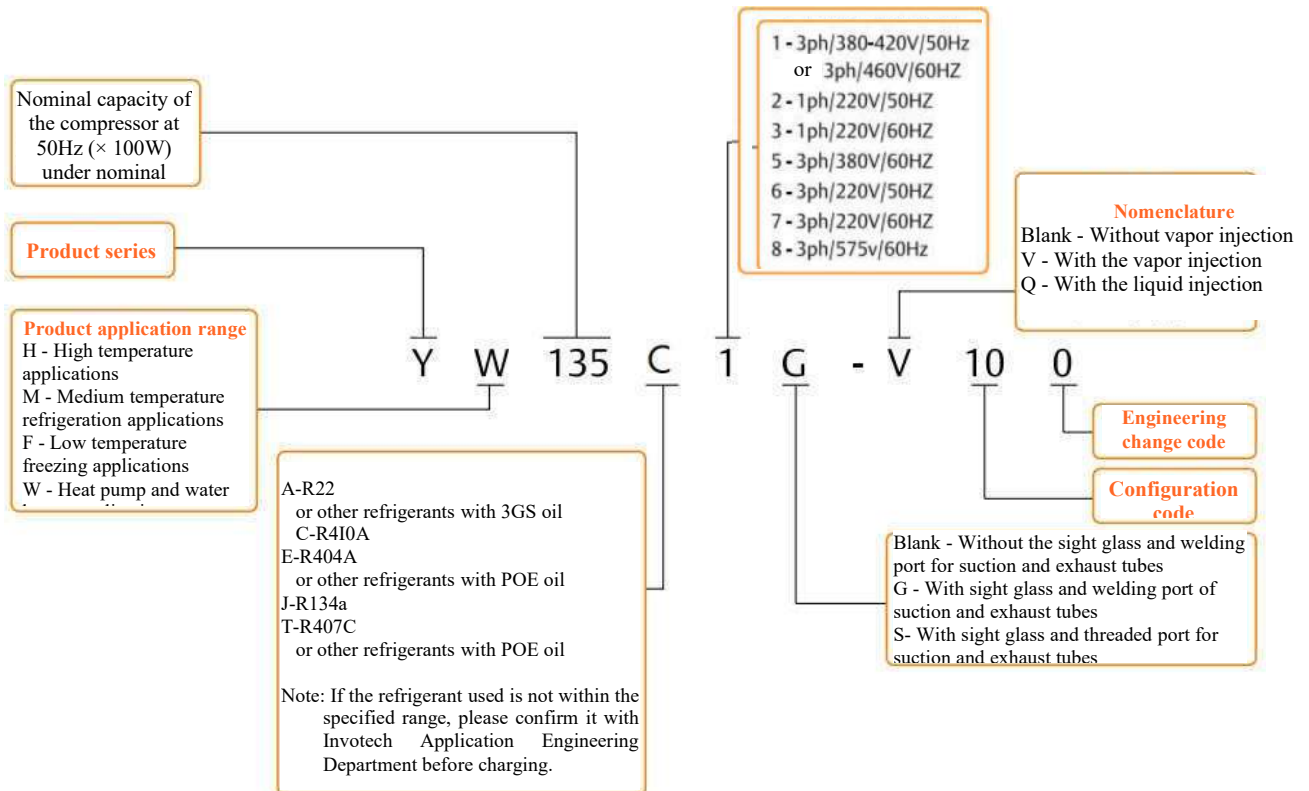 1 - 3ph/380-420V/50Hz
or 3ph/460V/60HZ
2 - 1ph/220V/50HZ
3 - 1ph/220V/60HZ
5 - 3ph/380V/60HZ
6 - 3ph/220V/50HZ
7 - 3ph/220V/60HZ
8 - 3ph/575v/60Hz
Nominal capacity of
the compressor at
50Hz (× 100W)
under nominal
Product series
Nomenclature
Blank - Without vapor injection
V - With the vapor injection
Q - With the liquid injection
Product application range
H - High temperature
applications
M - Medium temperature
refrigeration applications
F - Low temperature
freezing applications
W - Heat pump and water
Y W 135 C 1 G - V 10 0
Engineering
change code
Configuration
code
A-R22
or other refrigerants with 3GS oil
C-R4I0A
E-R404A
or other refrigerants with POE oil
J-R134a
T-R407C
or other refrigerants with POE oil
Note: If the refrigerant used is not within the
specified range, please confirm it with
Invotech Application Engineering
Department before charging.
Blank - Without the sight glass and welding
port for suction and exhaust tubes
G - With sight glass and welding port of
suction and exhaust tubes
S- With sight glass and threaded port for
suction and exhaust tubes